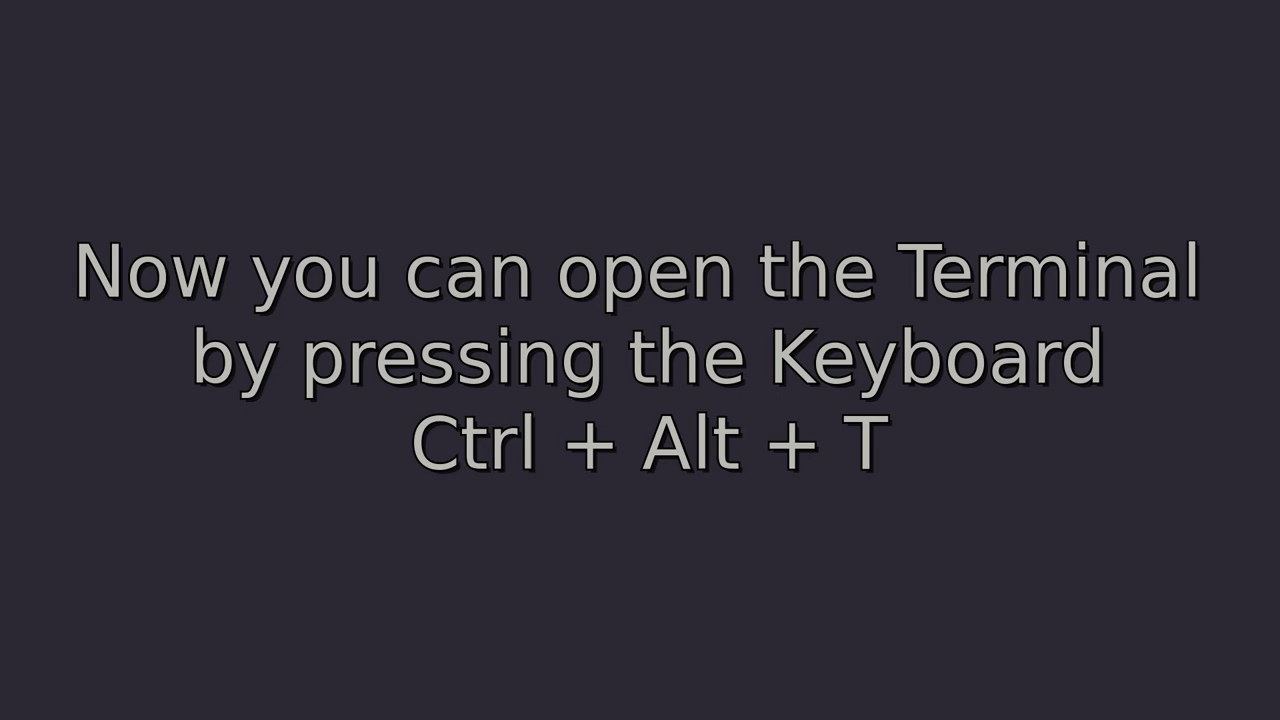 Now you can open the Terminal
by pressing the Keyboard
Ctrl + Alt + T